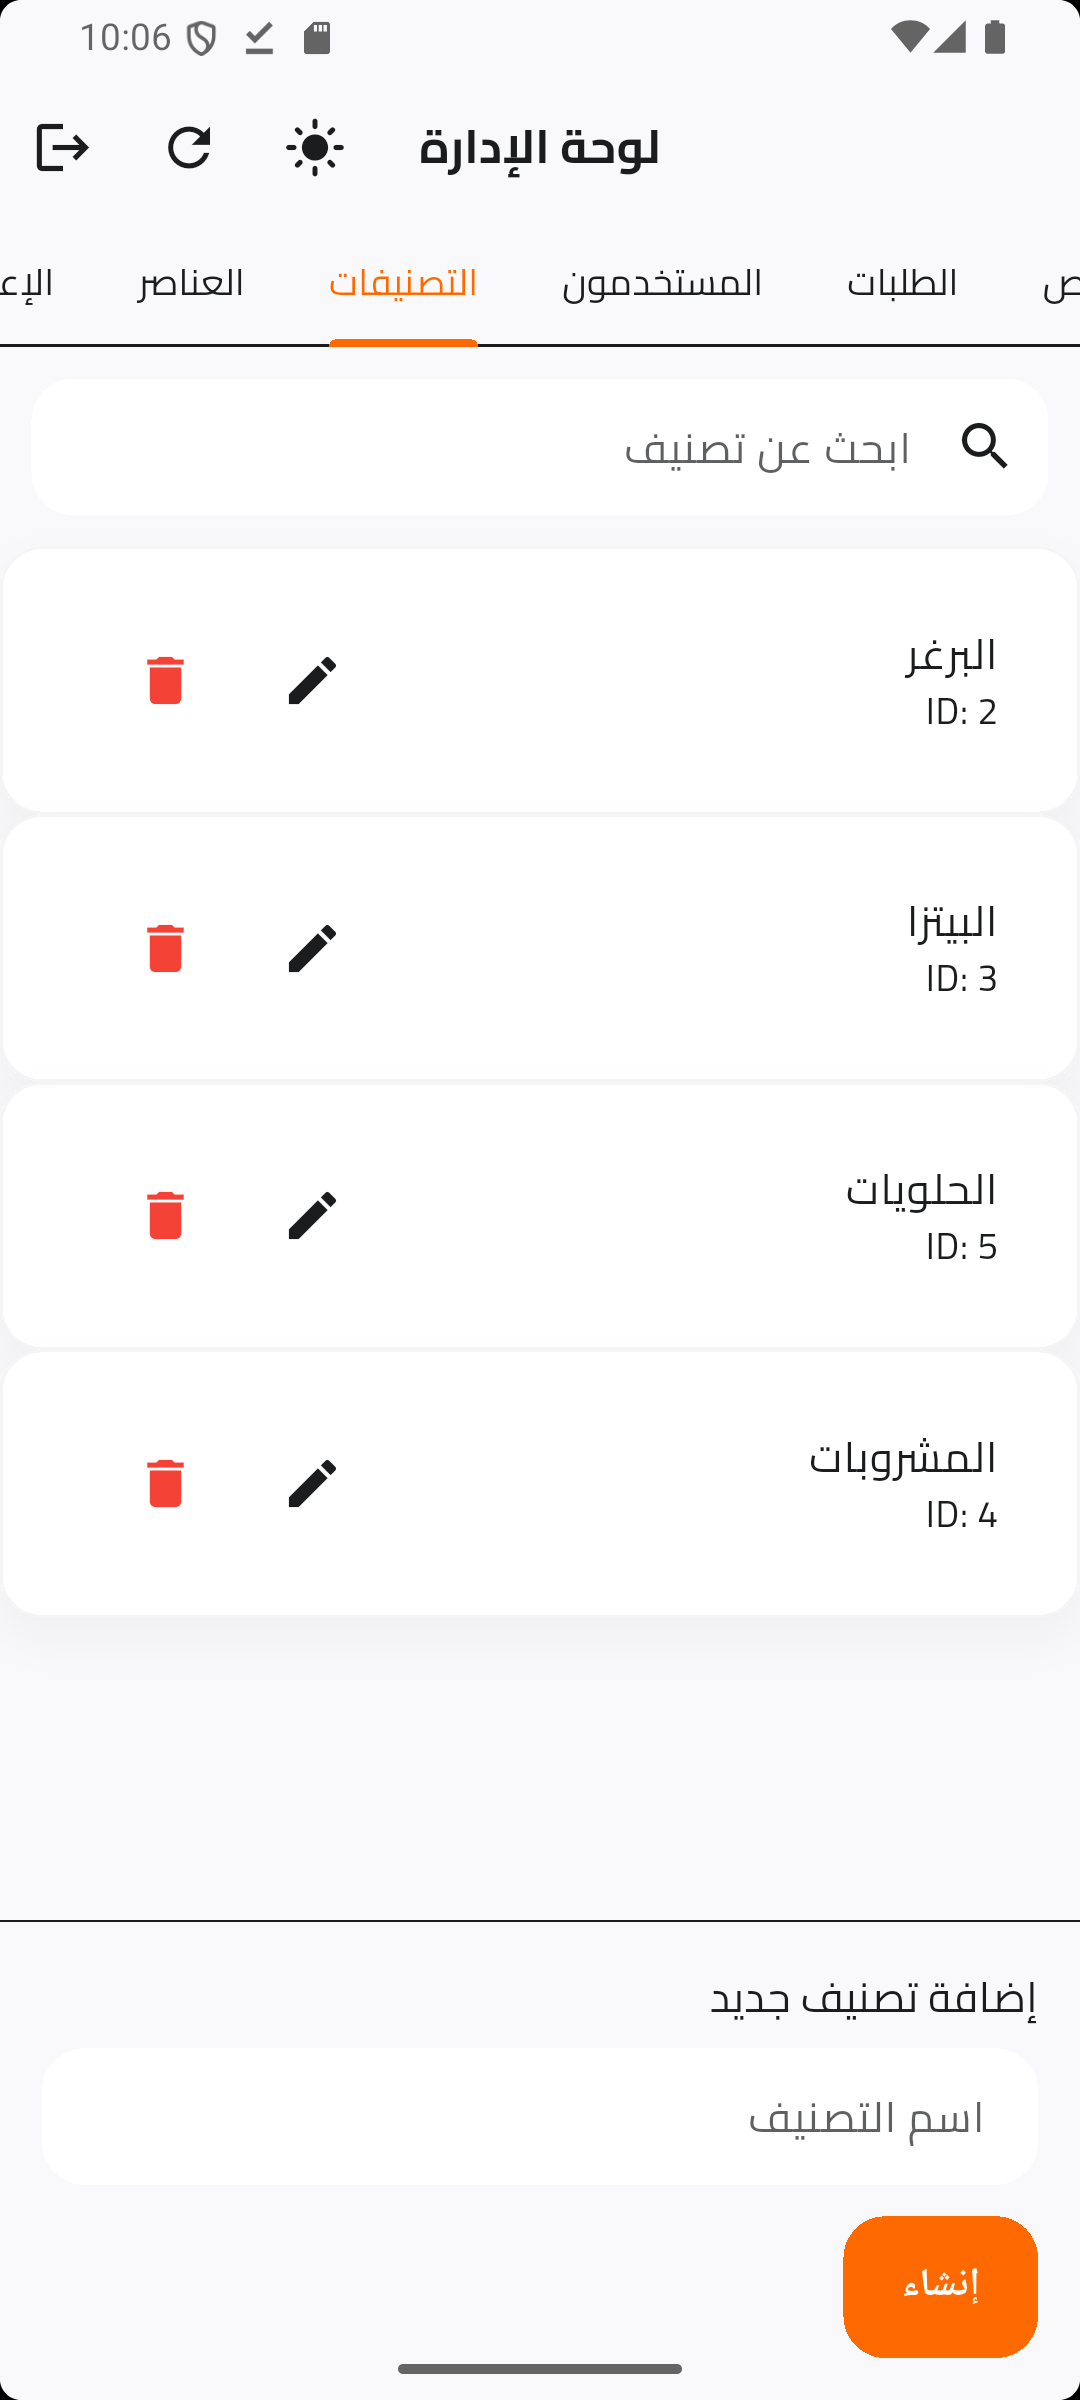 10:06
لوحة الإدارة
ص الطلبات المستخدمون التصنيفات العناصر الإع
ابحث عن تصنيف
البرغر
ID: 2
البيتزا
ID: 3
الحلويات
ID: 5
المشروبات
ID: 4
إضافة تصنيف جديد
اسم التصنيف
إنشاء